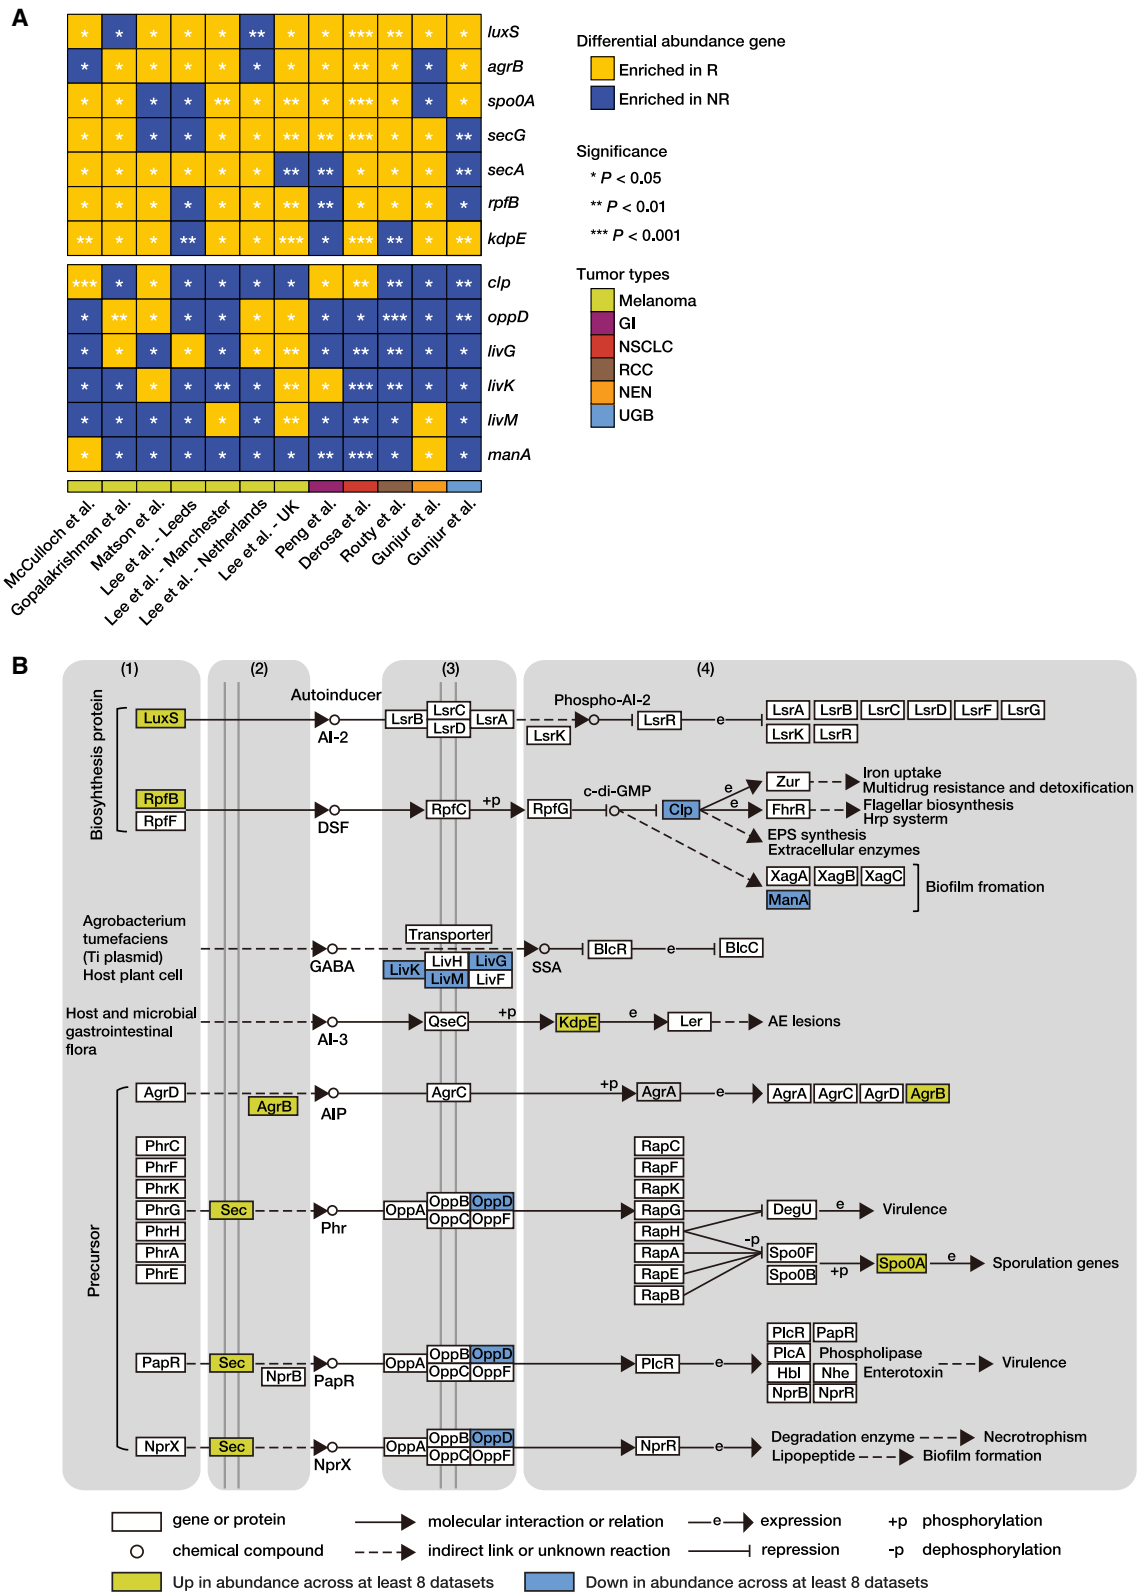 A
* * * * * ** * * *** ** * * luxS
* * * * * * * * * * * * agrB
* * * * ** * ** * *** * * * spo0A
* * * * * * ** ** *** * * ** secG
* * * * * * ** ** * * * ** secA
* * * * * * ** ** * * * * rpfB
** * * ** * * *** * *** ** * ** kdpE
*** * * * * * * * ** ** * ** clp
* ** * * * * * * * *** * ** oppD
* * * * * * ** * ** ** * * livG
* * * * ** * ** * *** ** * * livK
* * * * * * ** * ** * * * livM
* * * * * * * ** *** * * * manA
McCulloch et al.
Gopalakrishman et al.
Matson et al.
Lee et al. - Leeds
Lee et al. - Manchester
Lee et al. - Netherlands
Lee et al. - UK
Peng et al.
Derosa et al.
Routy et al.
Gunjur et al.
Gunjur et al.
Differential abundance gene
Enriched in R
Enriched in NR
Significance
* P < 0.05
** P < 0.01
*** P < 0.001
Tumor types
Melanoma
GI
NSCLC
RCC
NEN
UGB
B
(1) (2) (3) (4)
Biosyhthesis protein
LuxS
Autoinducer
AI-2
LsrB LsrC LsrA
LsrD
Phospho-AI-2
LsrK
LsrR
e
LsrA LsrB LsrC LsrD LsrF LsrG
LsrK LsrR
RpfB
RpfF
DSF
RpfC
+p
RpfG
c-di-GMP
Clp
e
e
Zur
FhrR
Iron uptake
Multidrug resistance and detoxification
Flagellar biosynthesis
Hrp systerm
EPS synthesis
Extracellular enzymes
XagA XagB XagC
ManA
Biofilm fromation
Agrobacterium
tumefaciens
(Ti plasmid)
Host plant cell
GABA
Transporter
LivK LivH LivG
LivM LivF
SSA
BlcR
e
BlcC
Host and microbial
gastrointestinal
flora
AI-3
QseC
+p
KdpE
e
Ler
AE lesions
Precursor
AgrD
AgrB
AIP
AgrC
+p
AgrA
e
AgrA AgrC AgrD AgrB
PhrC
PhrF
PhrK
PhrG
PhrH
PhrA
PhrE
Sec
Phr
OppA OppB OppD
OppC OppF
RapC
RapF
RapK
RapG
RapH
RapA
RapE
RapB
-p
DegU
e
Virulence
Spo0F
Spo0B
+p
Spo0A
e
Sporulation genes
PapR
Sec
NprB
PapR
OppA OppB OppD
OppC OppF
PlcR
e
PlcR PapR
PlcA Phospholipase
Hbl Nhe Enterotoxin
NprB NprR
Virulence
NprX
Sec
NprX
OppA OppB OppD
OppC OppF
NprR
e
Degradation enzyme
Necrotrophism
Lipopeptide
Biofilm formation
gene or protein
molecular interaction or relation
e
expression
+p phosphorylation
chemical compound
indirect link or unknown reaction
repression
-p dephosphorylation
Up in abundance across at least 8 datasets
Down in abundance across at least 8 datasets